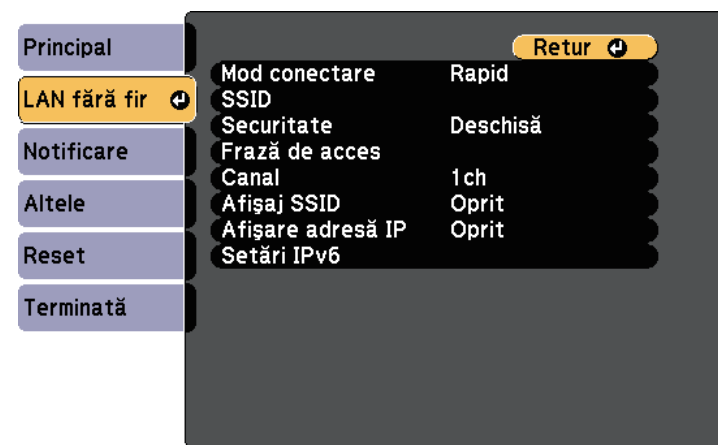 Principal
LAN fără fir
Notificare
Altele
Reset
Terminată
Retur
Mod conectare Rapid
SSID
Securitate Deschisă
Frază de acces
Canal 1ch
Afişaj SSID Oprit
Afişare adresă IP Oprit
Setări IPv6